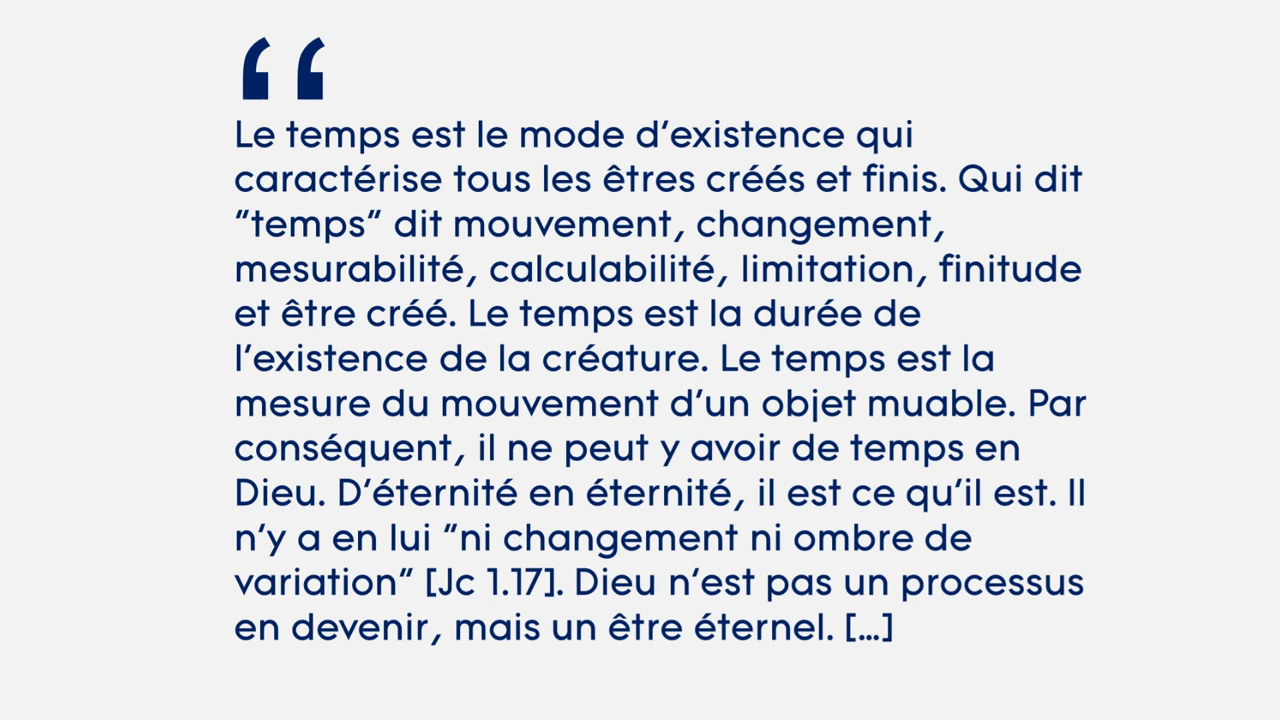 “
Le temps est le mode d’existence qui
caractérise tous les êtres créés et finis. Qui dit
“temps” dit mouvement, changement,
mesurabilité, calculabilité, limitation, finitude
et être créé. Le temps est la durée de
l’existence de la créature. Le temps est la
mesure du mouvement d’un objet muable. Par
conséquent, il ne peut y avoir de temps en
Dieu. D’éternité en éternité, il est ce qu’il est. Il
n’y a en lui “ni changement ni ombre de
variation” [Jc 1.17]. Dieu n’est pas un processus
en devenir, mais un être éternel. […]